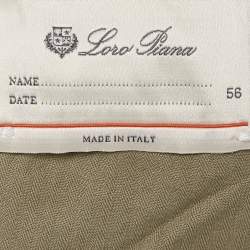 Loro Piana
NAME
DATE 56
MADE IN ITALY